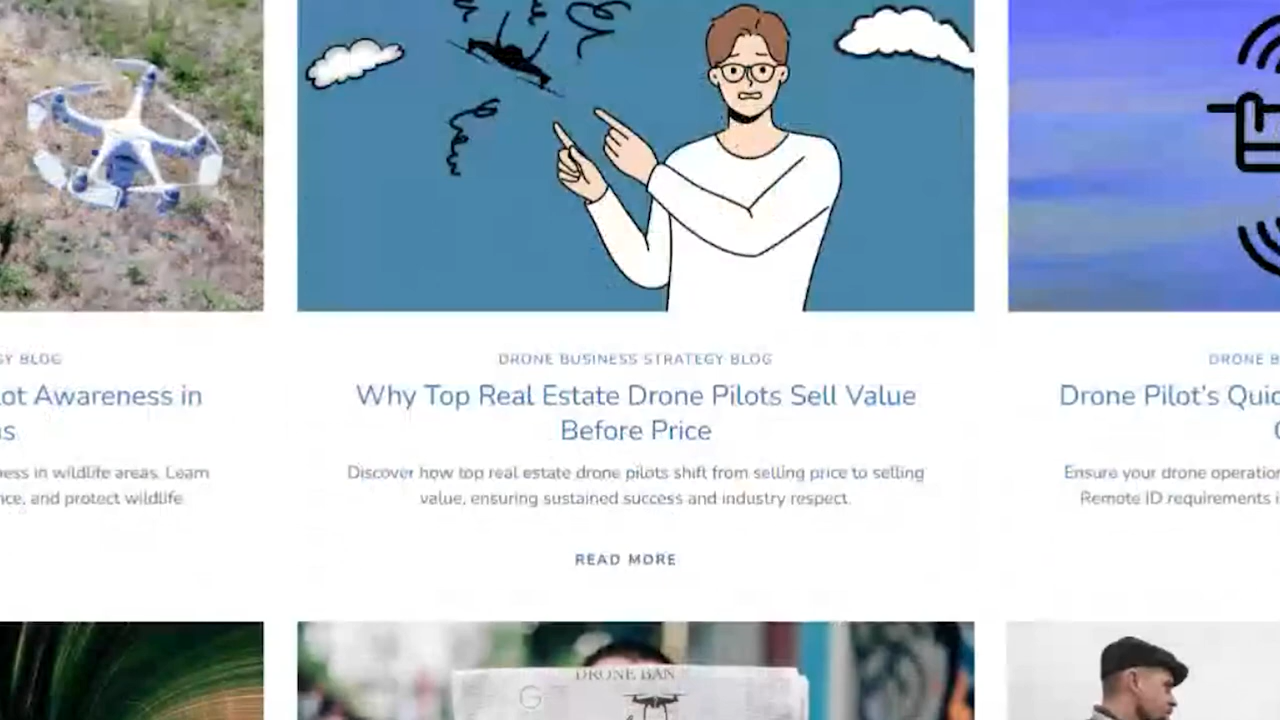 GY BLOG
ot Awareness in
s
ess in wildlife areas. Learn
nce, and protect wildlife
DRONE BUSINESS STRATEGY BLOG
Why Top Real Estate Drone Pilots Sell Value
Before Price
Discover how top real estate drone pilots shift from selling price to selling
value, ensuring sustained success and industry respect.
READ MORE
DRONE B
Drone Pilot's Quic
Ensure your drone operation
Remote ID requirements i
DRONE BAN
G